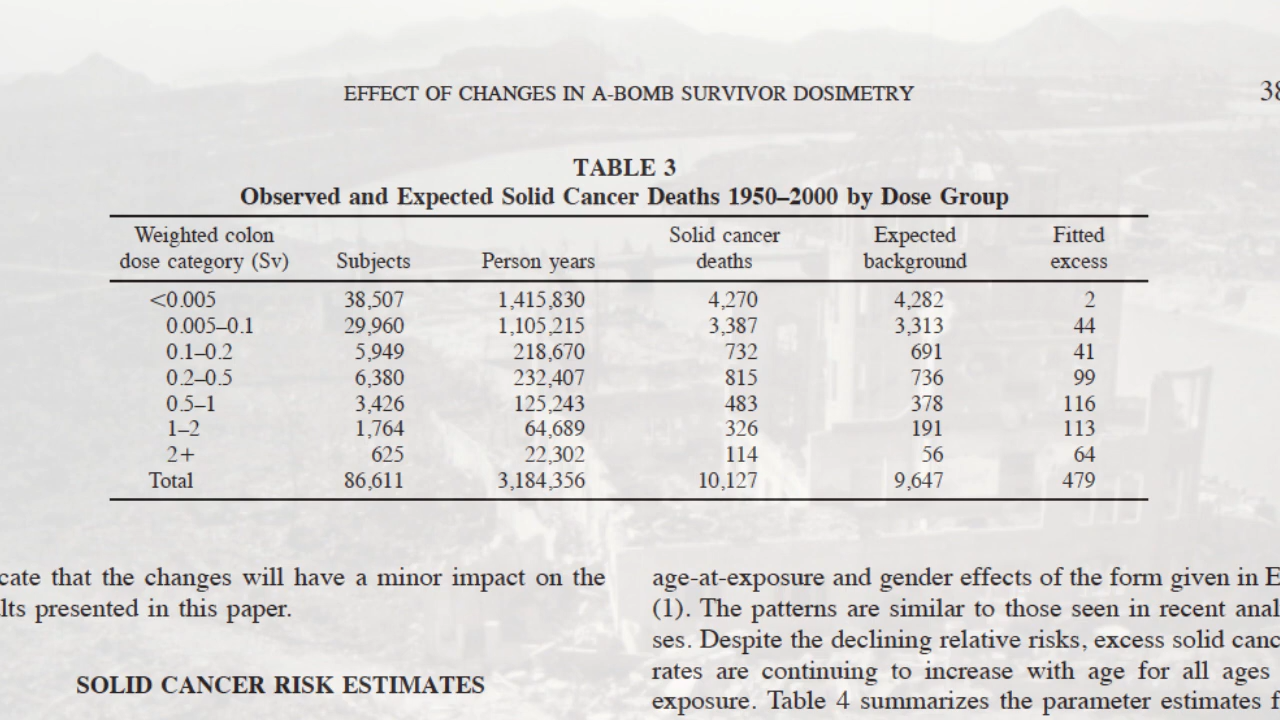 EFFECT OF CHANGES IN A-BOMB SURVIVOR DOSIMETRY 38
TABLE 3
Observed and Expected Solid Cancer Deaths 1950–2000 by Dose Group
Weighted colon Solid cancer Expected Fitted
dose category (Sv) Subjects Person years deaths background excess
<0.005 38,507 1,415,830 4,270 4,282 2
0.005–0.1 29,960 1,105,215 3,387 3,313 44
0.1–0.2 5,949 218,670 732 691 41
0.2–0.5 6,380 232,407 815 736 99
0.5–1 3,426 125,243 483 378 116
1–2 1,764 64,689 326 191 113
2+ 625 22,302 114 56 64
Total 86,611 3,184,356 10,127 9,647 479
cate that the changes will have a minor impact on the
lts presented in this paper.
SOLID CANCER RISK ESTIMATES
age-at-exposure and gender effects of the form given in E
(1). The patterns are similar to those seen in recent anal
ses. Despite the declining relative risks, excess solid canc
rates are continuing to increase with age for all ages
exposure. Table 4 summarizes the parameter estimates f